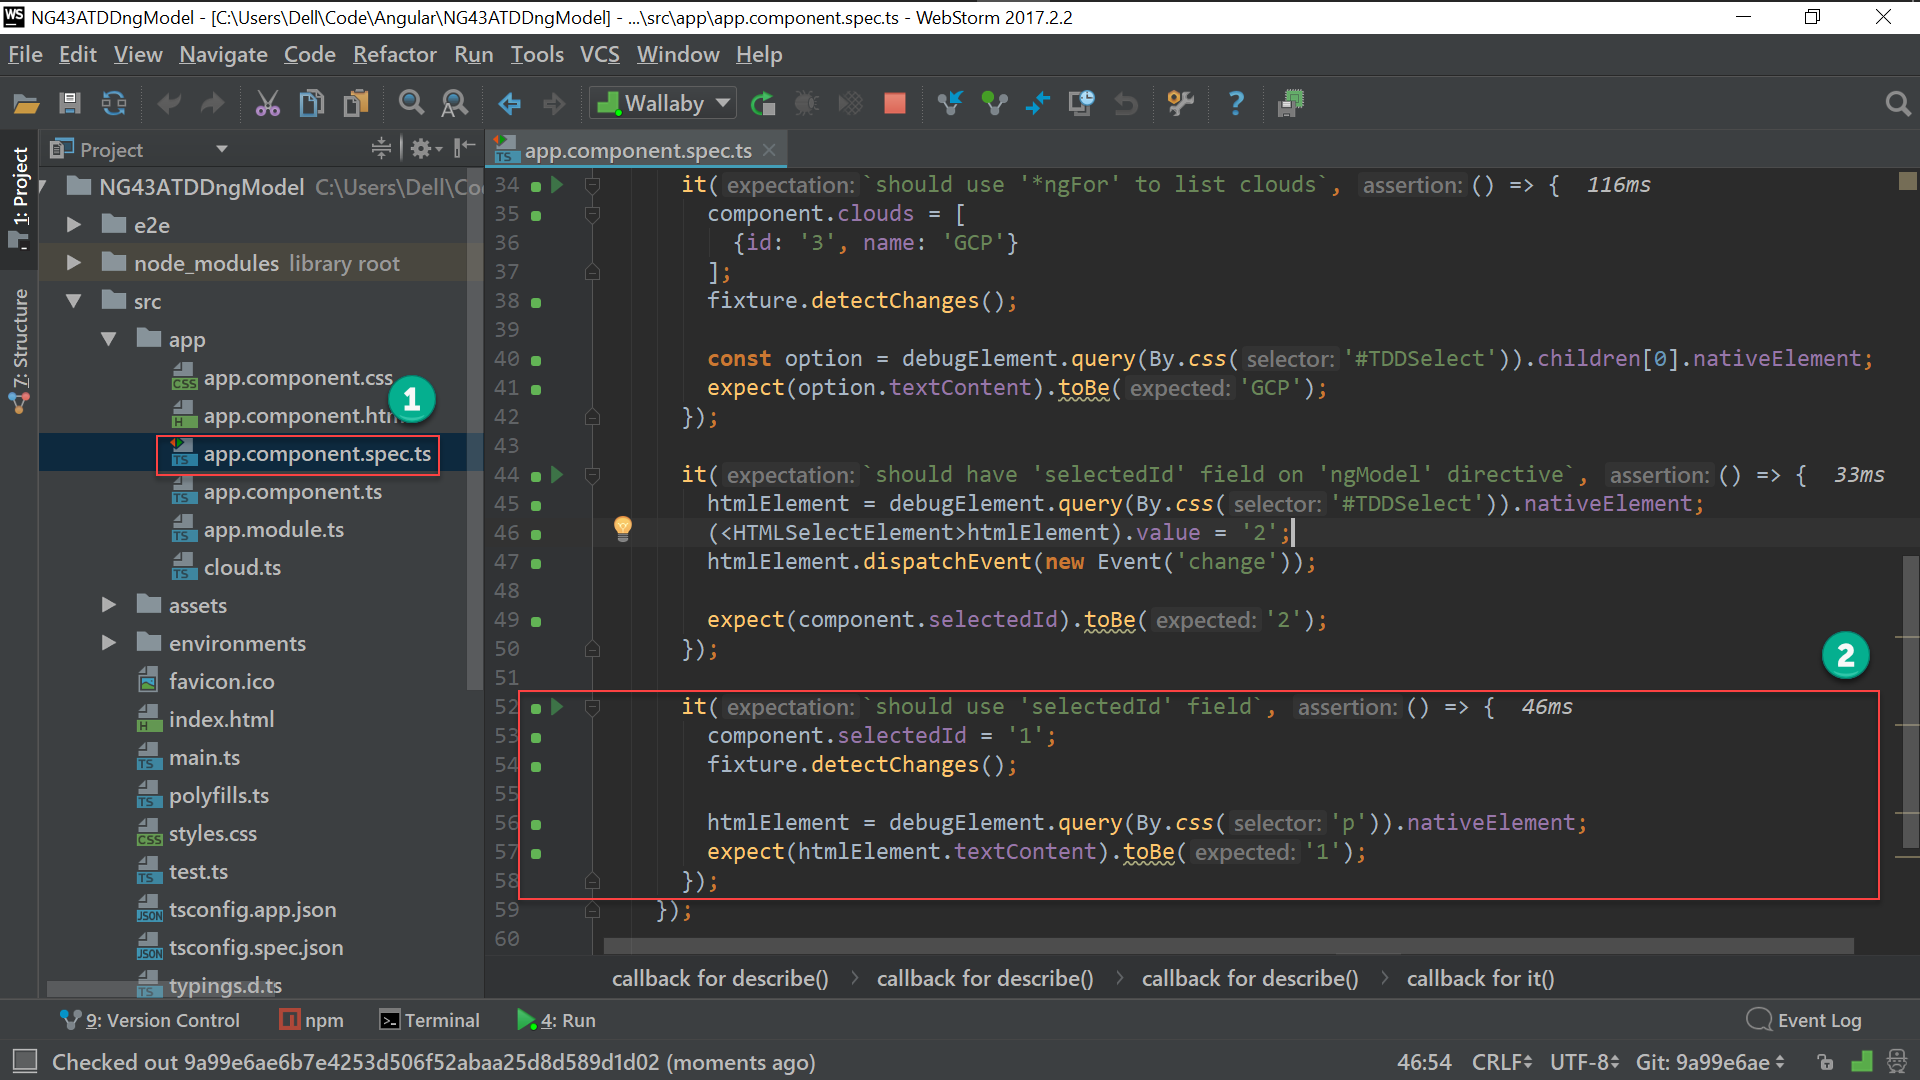 WS NG43ATDDngModel - [C:\Users\Dell\Code\Angular\NG43ATDDngModel] - ...\src\app\app.component.spec.ts - WebStorm 2017.2.2
File Edit View Navigate Code Refactor Run Tools VCS Window Help
Wallaby
1: Project
7: Structure
Project
NG43ATDDngModel C:\Users\Dell\Co
e2e
node_modules library root
src
app
app.component.css
app.component.htm
1
app.component.spec.ts
app.component.ts
app.module.ts
cloud.ts
assets
environments
favicon.ico
index.html
main.ts
polyfills.ts
styles.css
test.ts
tsconfig.app.json
tsconfig.spec.json
typings.d.ts
app.component.spec.ts
34 it( expectation: `should use '*ngFor' to list clouds`, assertion: () => { 116ms
35 component.clouds = [
36 {id: '3', name: 'GCP'}
37 ];
38 fixture.detectChanges();
39
40 const option = debugElement.query(By.css( selector: '#TDDSelect')).children[0].nativeElement;
41 expect(option.textContent).toBe( expected: 'GCP');
42 });
43
44 it( expectation: `should have 'selectedId' field on 'ngModel' directive`, assertion: () => { 33ms
45 htmlElement = debugElement.query(By.css( selector: '#TDDSelect')).nativeElement;
46 (<HTMLSelectElement>htmlElement).value = '2';
47 htmlElement.dispatchEvent(new Event('change'));
48
49 expect(component.selectedId).toBe( expected: '2');
50 });
51
2
52 it( expectation: `should use 'selectedId' field`, assertion: () => { 46ms
53 component.selectedId = '1';
54 fixture.detectChanges();
55
56 htmlElement = debugElement.query(By.css( selector: 'p')).nativeElement;
57 expect(htmlElement.textContent).toBe( expected: '1');
58 });
59 });
60
callback for describe() callback for describe() callback for describe() callback for it()
9: Version Control npm Terminal 4: Run Event Log
Checked out 9a99e6ae6b7e4253d506f52abaa25d8d589d1d02 (moments ago) 46:54 CRLF UTF-8 Git: 9a99e6ae